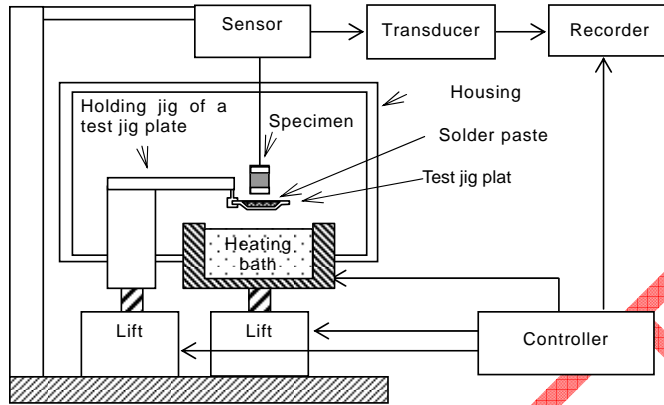 Sensor
Transducer
Recorder
Housing
Holding jig of a
test jig plate
Specimen
Solder paste
Test jig plat
Heating
bath
Lift
Lift
Controller